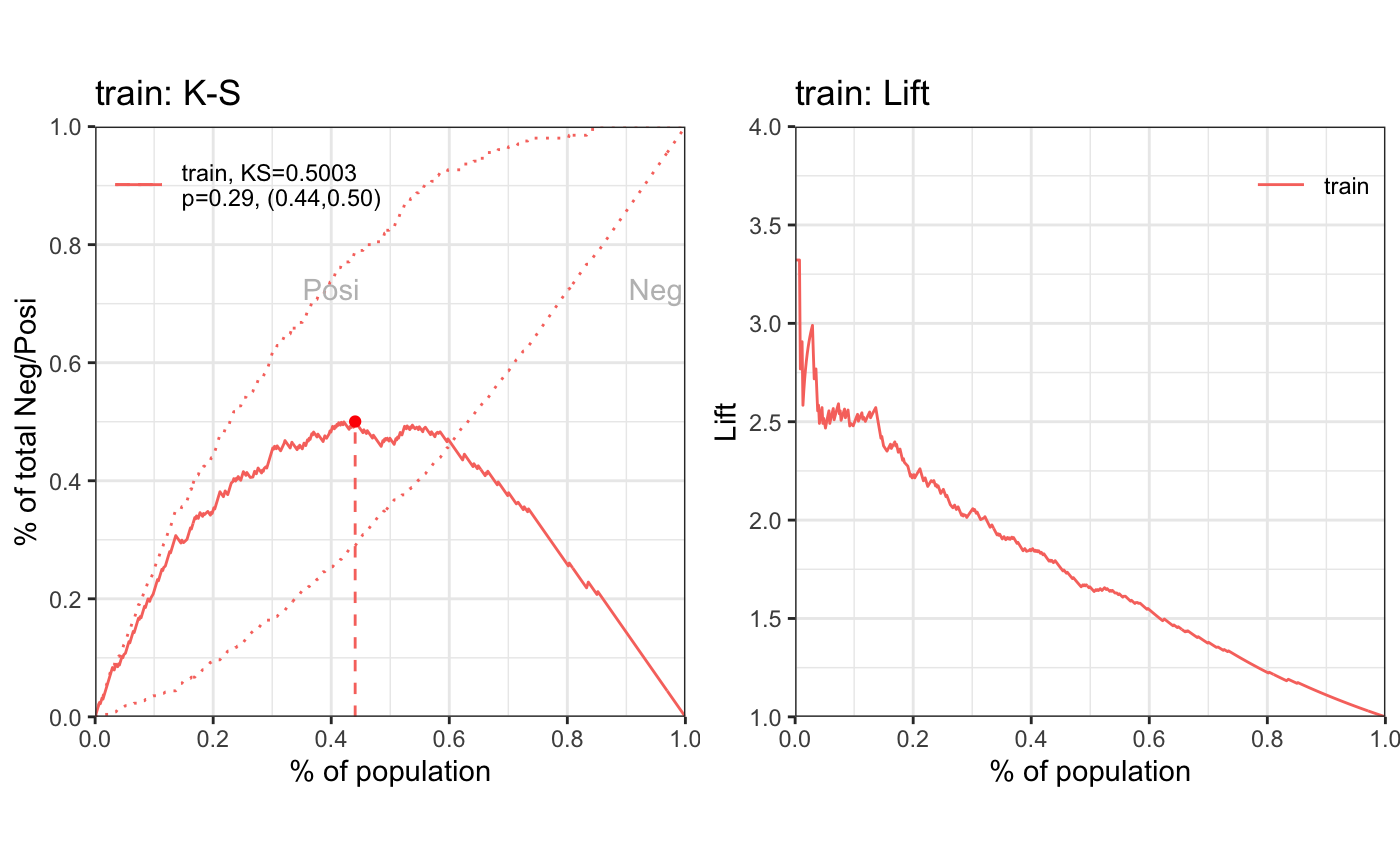 train: K-S
% of total Neg/Posi
1.0
0.8
0.6
0.4
0.2
0.0
train, KS=0.5003
p=0.29, (0.44,0.50)
Posi
Neg
0.0 0.2 0.4 0.6 0.8 1.0
% of population
train: Lift
Lift
4.0
3.5
3.0
2.5
2.0
1.5
1.0
train
0.0 0.2 0.4 0.6 0.8 1.0
% of population